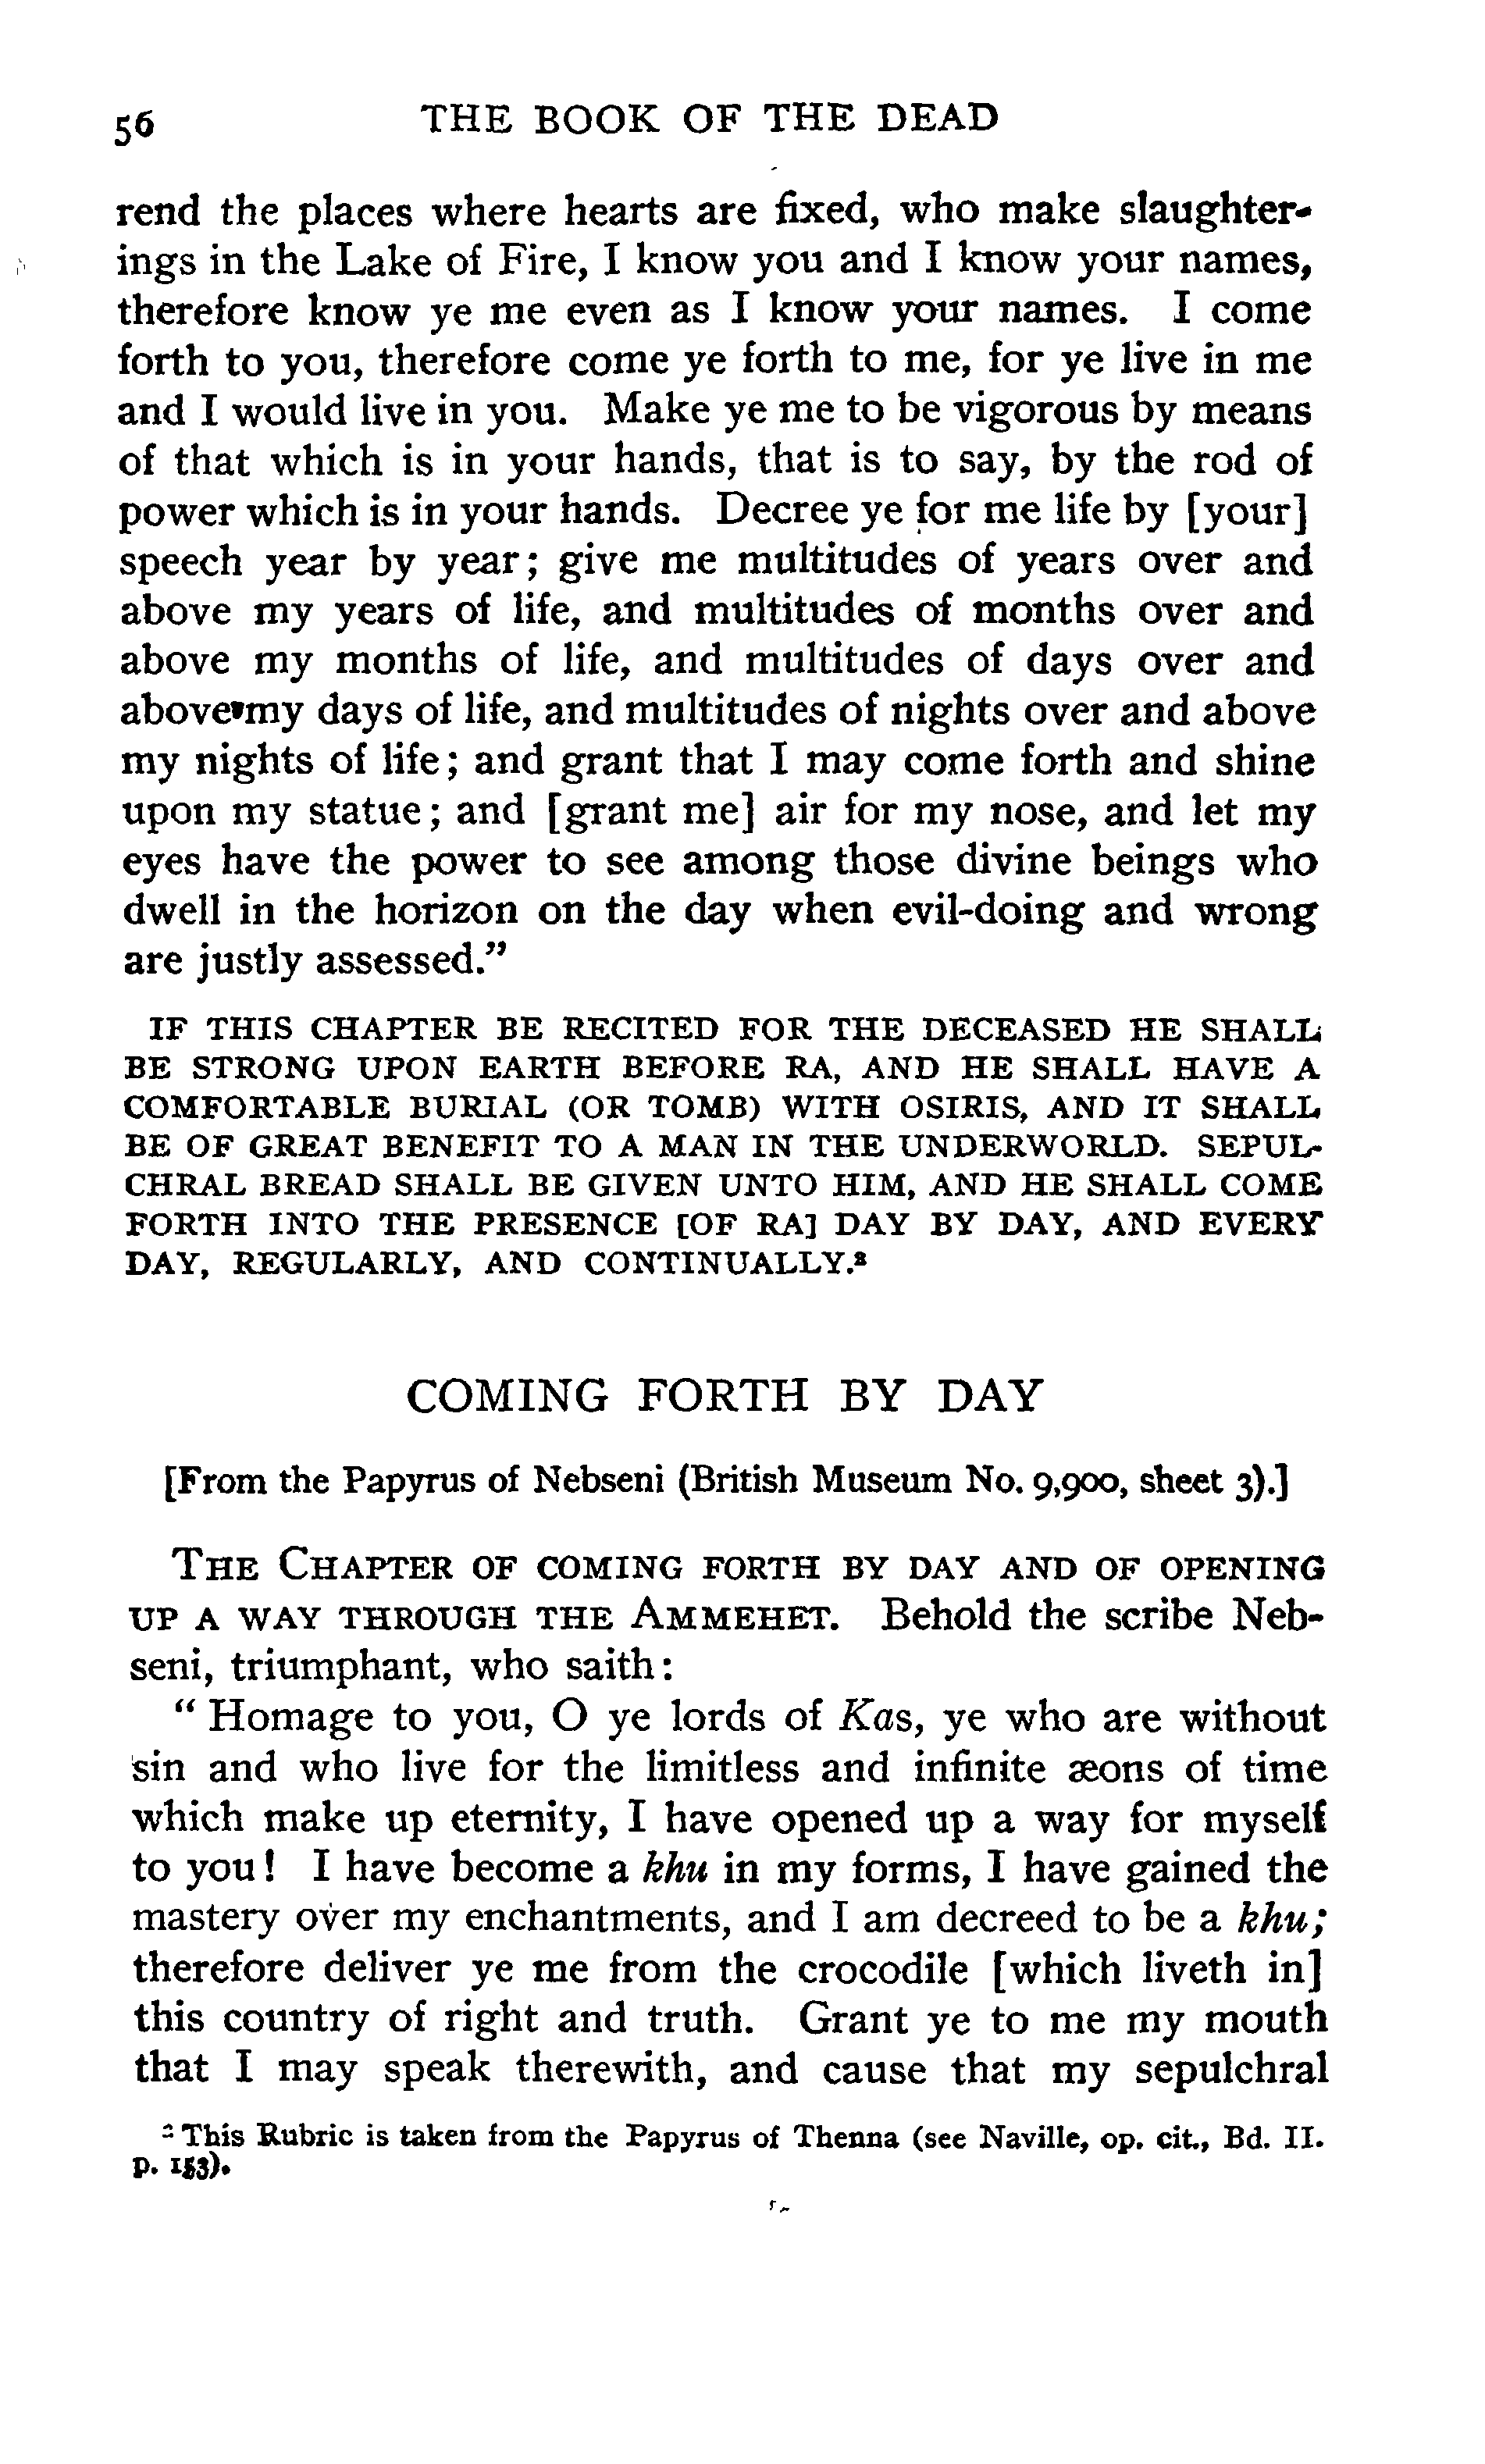 56 THE BOOK OF THE DEAD
rend the places where hearts are fixed, who make slaughter-
ings in the Lake of Fire, I know you and I know your names,
therefore know ye me even as I know your names. I come
forth to you, therefore come ye forth to me, for ye live in me
and I would live in you. Make ye me to be vigorous by means
of that which is in your hands, that is to say, by the rod of
power which is in your hands. Decree ye for me life by [your]
speech year by year; give me multitudes of years over and
above my years of life, and multitudes of months over and
above my months of life, and multitudes of days over and
above my days of life, and multitudes of nights over and above
my nights of life; and grant that I may come forth and shine
upon my statue; and [grant me] air for my nose, and let my
eyes have the power to see among those divine beings who
dwell in the horizon on the day when evil-doing and wrong
are justly assessed."
IF THIS CHAPTER BE RECITED FOR THE DECEASED HE SHALL
BE STRONG UPON EARTH BEFORE RA, AND HE SHALL HAVE A
COMFORTABLE BURIAL (OR TOMB) WITH OSIRIS, AND IT SHALL
BE OF GREAT BENEFIT TO A MAN IN THE UNDERWORLD. SEPUL-
CHRAL BREAD SHALL BE GIVEN UNTO HIM, AND HE SHALL COME
FORTH INTO THE PRESENCE [OF RA] DAY BY DAY, AND EVERY
DAY, REGULARLY, AND CONTINUALLY.²
COMING FORTH BY DAY
[From the Papyrus of Nebseni (British Museum No. 9,900, sheet 3).]
THE CHAPTER OF COMING FORTH BY DAY AND OF OPENING
UP A WAY THROUGH THE AMMEHET. Behold the scribe Neb-
seni, triumphant, who saith:
"Homage to you, O ye lords of Kas, ye who are without
sin and who live for the limitless and infinite æons of time
which make up eternity, I have opened up a way for myself
to you! I have become a khu in my forms, I have gained the
mastery over my enchantments, and I am decreed to be a khu;
therefore deliver ye me from the crocodile [which liveth in]
this country of right and truth. Grant ye to me my mouth
that I may speak therewith, and cause that my sepulchral
² This Rubric is taken from the Papyrus of Thenna (see Naville, op. cit., Bd. II.
p.